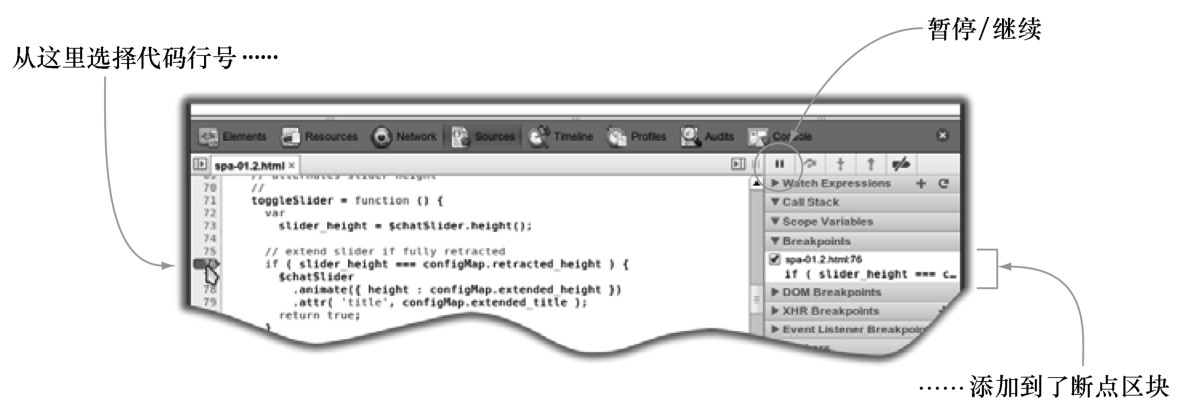 暂停/继续
从这里选择代码行号……
Elements Resources Network Sources Timeline Profiles Audits Console
spa-01.2.html ×
69 // alternates slider height
70 //
71 toggleSlider = function () {
72 var
73 slider_height = $chatSlider.height();
74
75 // extend slider if fully retracted
if ( slider_height === configMap.retracted_height ) {
$chatSlider
78 .animate({ height : configMap.extended_height })
79 .attr( 'title', configMap.extended_title );
return true;
}
Watch Expressions
Call Stack
Scope Variables
Breakpoints
spa-01.2.html:76
if ( slider_height === c…
DOM Breakpoints
XHR Breakpoints
Event Listener Breakpoin
……添加到了断点区块